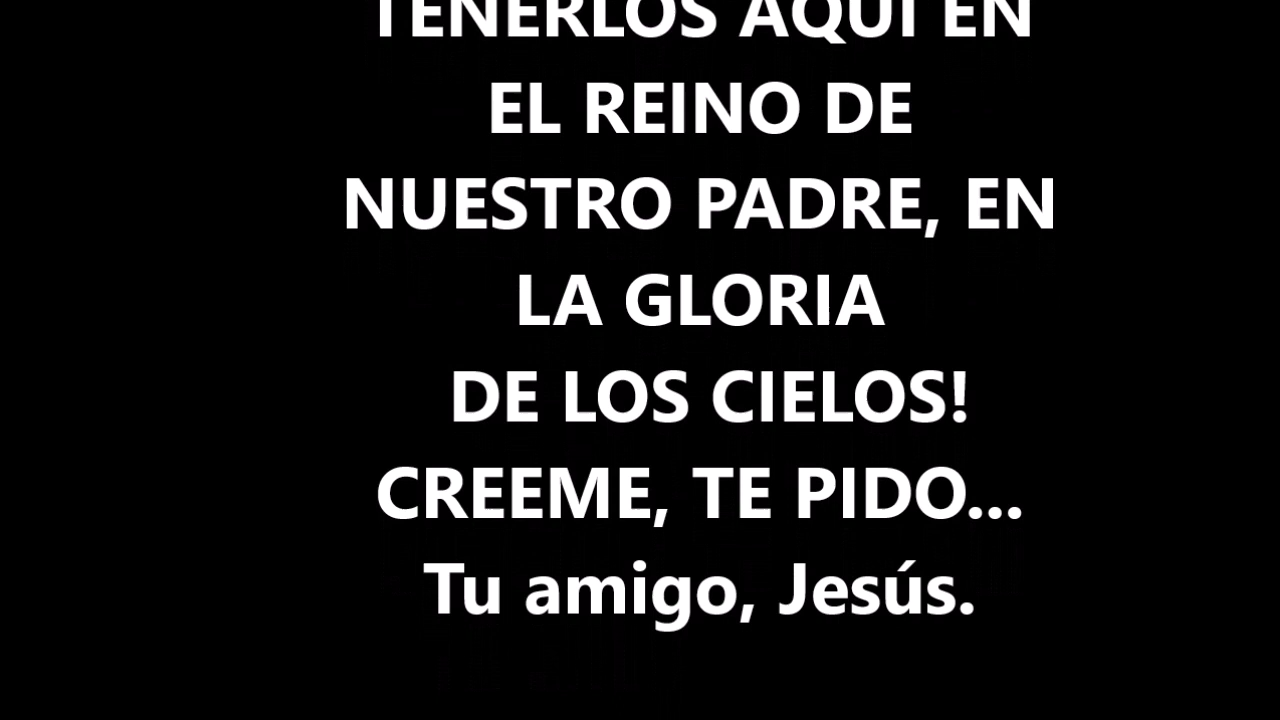 TENERLOS AQUÍ EN
EL REINO DE
NUESTRO PADRE, EN
LA GLORIA
DE LOS CIELOS!
CREEME, TE PIDO...
Tu amigo, Jesús.